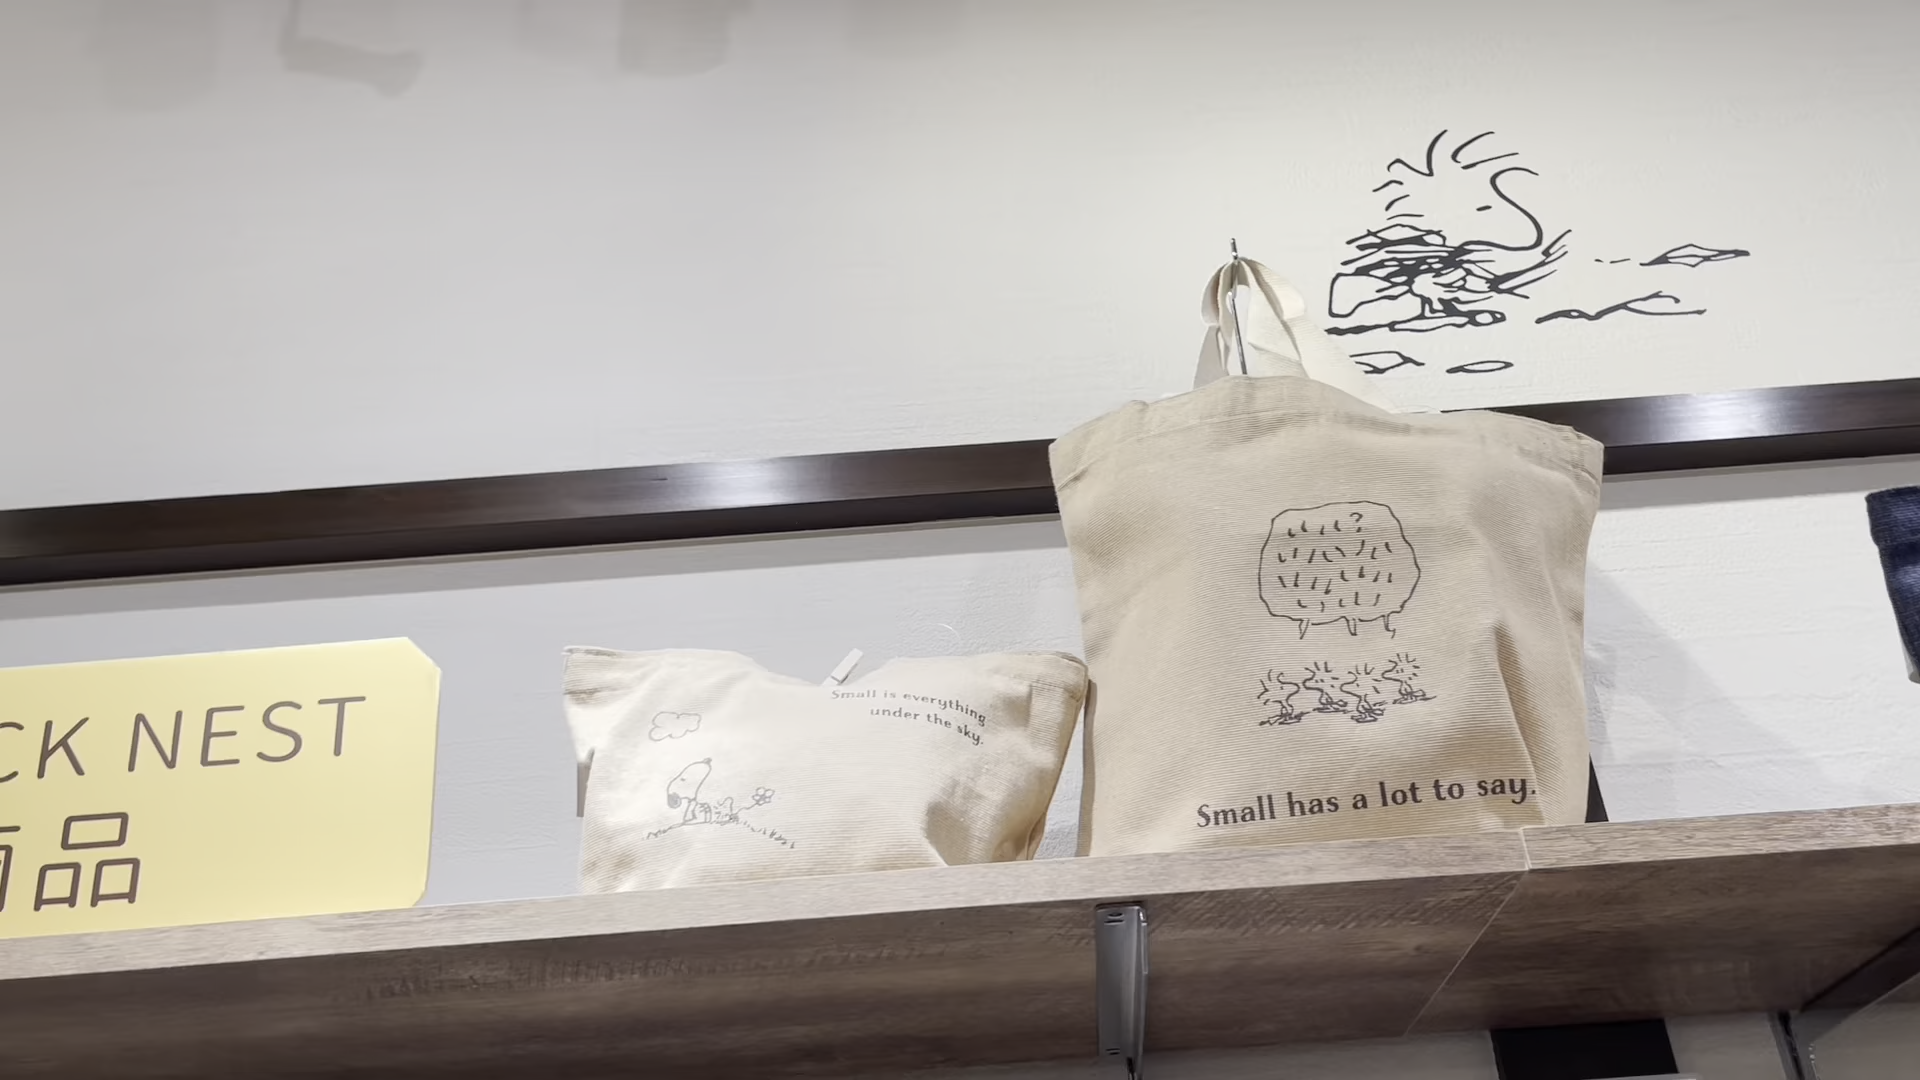 CK NEST
品
Small is everything
under the sky.
?
Small has a lot to say.